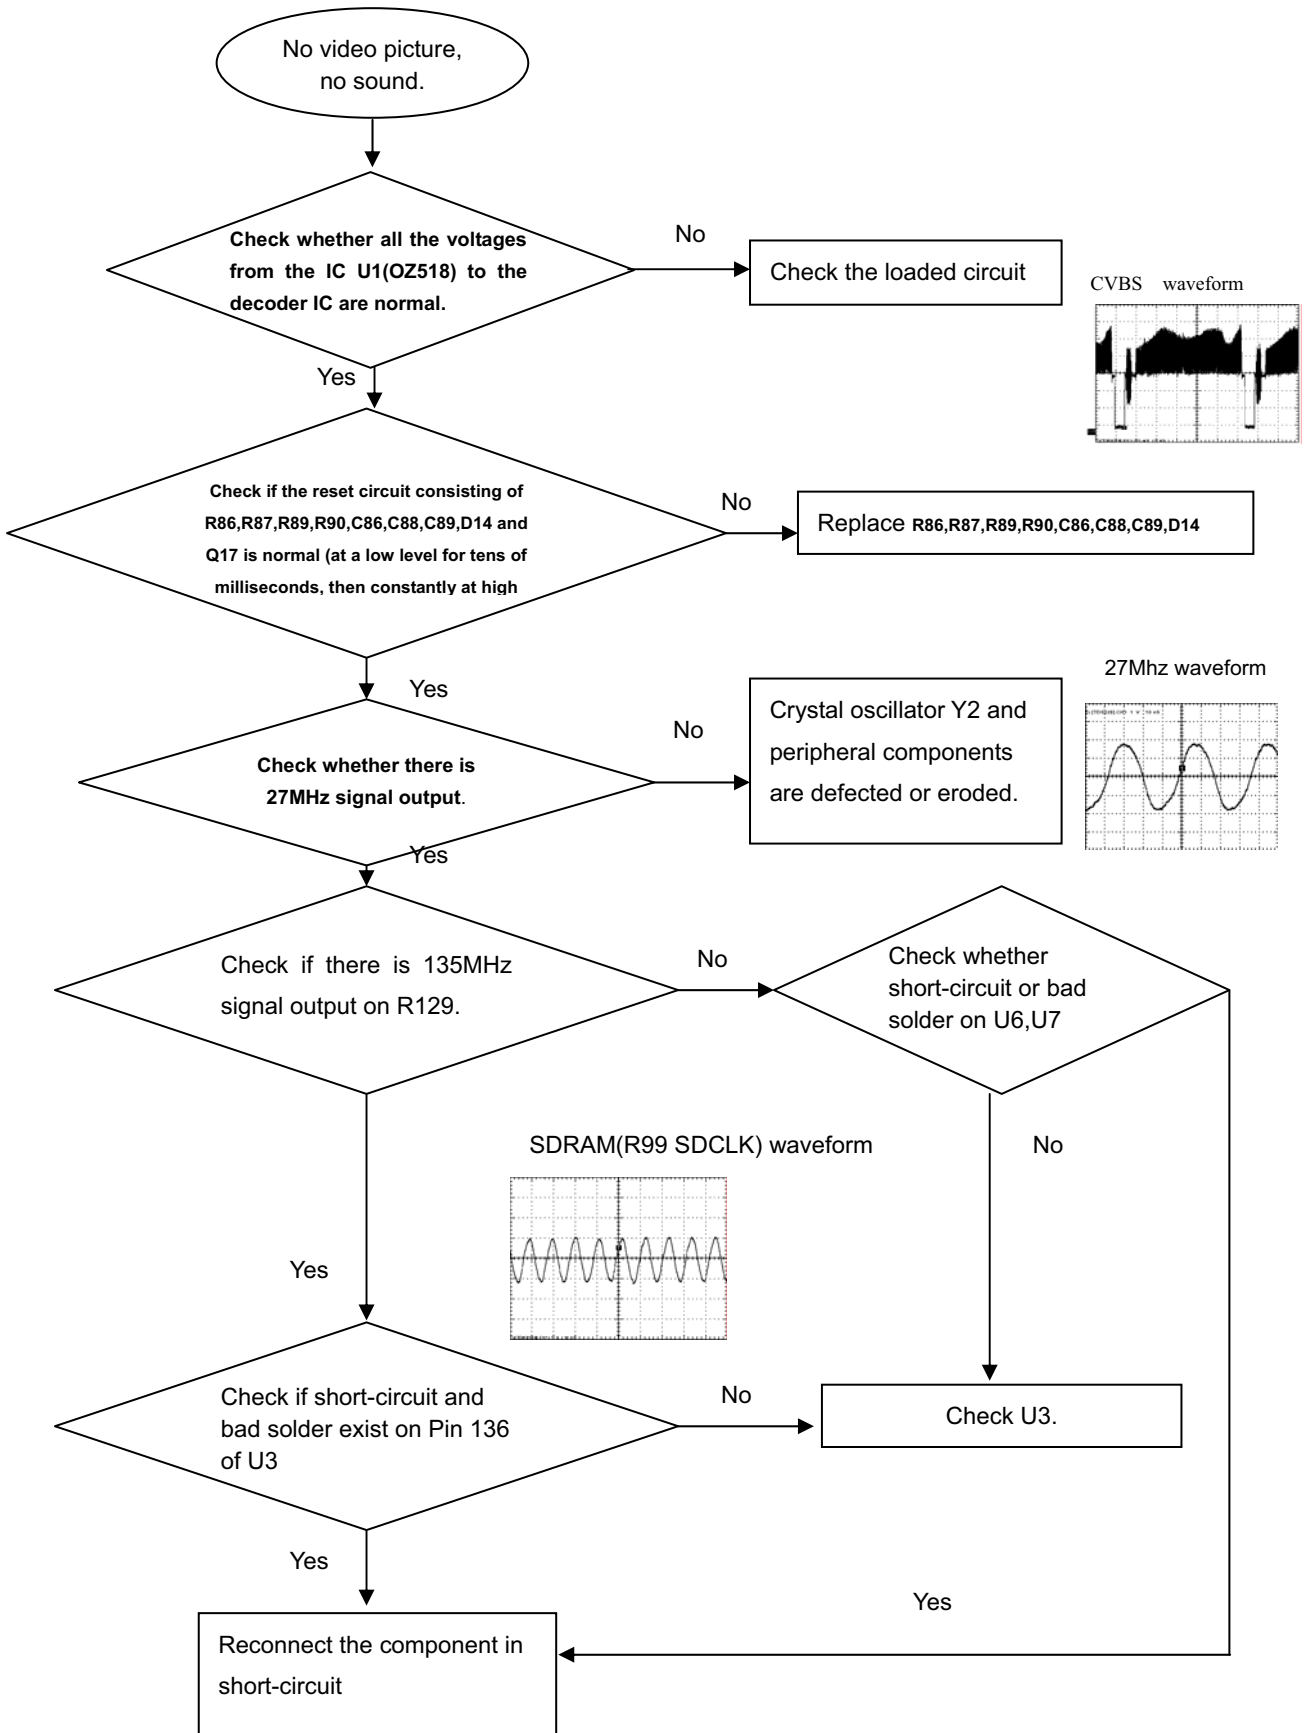 No video picture,
no sound.
Check whether all the voltages
from the IC U1(OZ518) to the
decoder IC are normal.
No
Check the loaded circuit
CVBS waveform
Yes
Check if the reset circuit consisting of
R86,R87,R89,R90,C86,C88,C89,D14 and
Q17 is normal (at a low level for tens of
milliseconds, then constantly at high
No
Replace R86,R87,R89,R90,C86,C88,C89,D14
Yes
27Mhz waveform
Check whether there is
27MHz signal output.
No
Crystal oscillator Y2 and
peripheral components
are defected or eroded.
Yes
Check if there is 135MHz
signal output on R129.
No
Check whether
short-circuit or bad
solder on U6,U7
SDRAM(R99 SDCLK) waveform
No
Yes
Check if short-circuit and
bad solder exist on Pin 136
of U3
No
Check U3.
Yes
Yes
Reconnect the component in
short-circuit